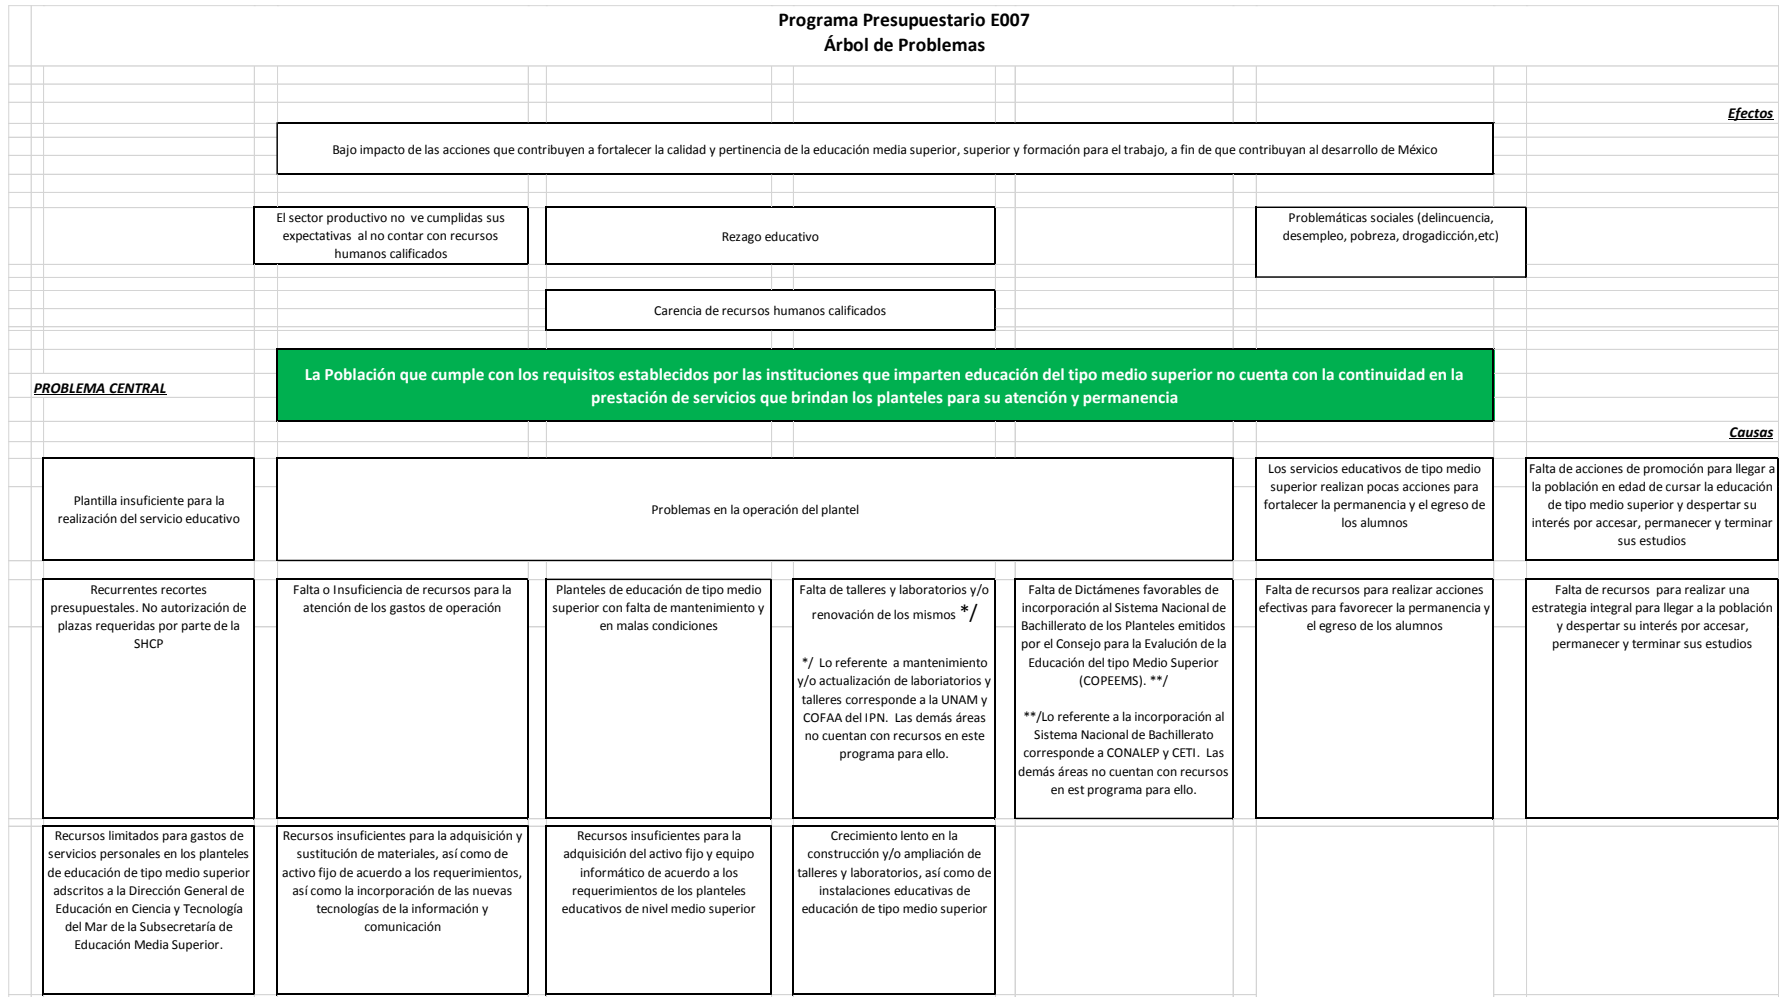 Programa Presupuestario E007
Árbol de Problemas
Efectos
Bajo impacto de las acciones que contribuyen a fortalecer la calidad y pertinencia de la educación media superior, superior y formación para el trabajo, a fin de que contribuyan al desarrollo de México
El sector productivo no ve cumplidas sus
expectativas al no contar con recursos
humanos calificados
Rezago educativo
Problemáticas sociales (delincuencia,
desempleo, pobreza, drogadicción,etc)
Carencia de recursos humanos calificados
PROBLEMA CENTRAL
La Población que cumple con los requisitos establecidos por las instituciones que imparten educación del tipo medio superior no cuenta con la continuidad en la
prestación de servicios que brindan los planteles para su atención y permanencia
Causas
Plantilla insuficiente para la
realización del servicio educativo
Problemas en la operación del plantel
Los servicios educativos de tipo medio
superior realizan pocas acciones para
fortalecer la permanencia y el egreso de
los alumnos
Falta de acciones de promoción para llegar a
la población en edad de cursar la educación
de tipo medio superior y despertar su
interés por accesar, permanecer y terminar
sus estudios
Recurrentes recortes
presupuestales. No autorización de
plazas requeridas por parte de la
SHCP
Falta o Insuficiencia de recursos para la
atención de los gastos de operación
Planteles de educación de tipo medio
superior con falta de mantenimiento y
en malas condiciones
Falta de talleres y laboratorios y/o
renovación de los mismos */
*/ Lo referente a mantenimiento
y/o actualización de laboriatorios y
talleres corresponde a la UNAM y
COFAA del IPN. Las demás áreas
no cuentan con recursos en este
programa para ello.
Falta de Dictámenes favorables de
incorporación al Sistema Nacional de
Bachillerato de los Planteles emitidos
por el Consejo para la Evalución de la
Educación del tipo Medio Superior
(COPEEMS). **/
**/Lo referente a la incorporación al
Sistema Nacional de Bachillerato
corresponde a CONALEP y CETI. Las
demás áreas no cuentan con recursos
en est programa para ello.
Falta de recursos para realizar acciones
efectivas para favorecer la permanencia y
el egreso de los alumnos
Falta de recursos para realizar una
estrategia integral para llegar a la población
y despertar su interés por accesar,
permanecer y terminar sus estudios
Recursos limitados para gastos de
servicios personales en los planteles
de educación de tipo medio superior
adscritos a la Dirección General de
Educación en Ciencia y Tecnología
del Mar de la Subsecretaría de
Educación Media Superior.
Recursos insuficientes para la adquisición y
sustitución de materiales, así como de
activo fijo de acuerdo a los requerimientos,
así como la incorporación de las nuevas
tecnologías de la información y
comunicación
Recursos insuficientes para la
adquisición del activo fijo y equipo
informático de acuerdo a los
requerimientos de los planteles
educativos de nivel medio superior
Crecimiento lento en la
construcción y/o ampliación de
talleres y laboratorios, así como de
instalaciones educativas de
educación de tipo medio superior